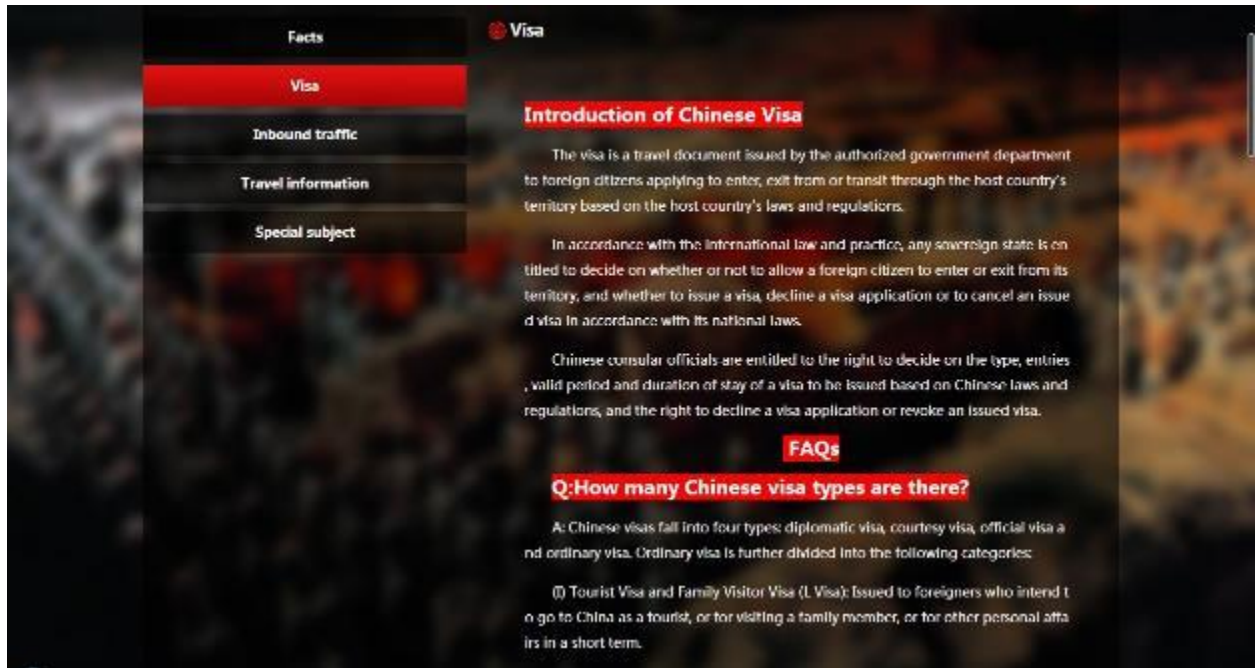 Facts
Visa
Inbound traffic
Travel information
Special subject
Visa
Introduction of Chinese Visa
The visa is a travel document issued by the authorized government department
to foreign citizens applying to enter, exit from or transit through the host country's
territory based on the host country's laws and regulations.
In accordance with the international law and practice, any sovereign state is en
titled to decide on whether or not to allow a foreign citizen to enter or exit from its
territory, and whether to issue a visa, decline a visa application or to cancel an issue
d visa in accordance with its national laws.
Chinese consular officials are entitled to the right to decide on the type, entries
, valid period and duration of stay of a visa to be issued based on Chinese laws and
regulations, and the right to decline a visa application or revoke an issued visa.
FAQs
Q:How many Chinese visa types are there?
A: Chinese visas fall into four types: diplomatic visa, courtesy visa, official visa a
nd ordinary visa. Ordinary visa is further divided into the following categories:
(I) Tourist Visa and Family Visitor Visa (L Visa): Issued to foreigners who intend t
o go to China as a tourist, or for visiting a family member, or for other personal affa
irs in a short term.